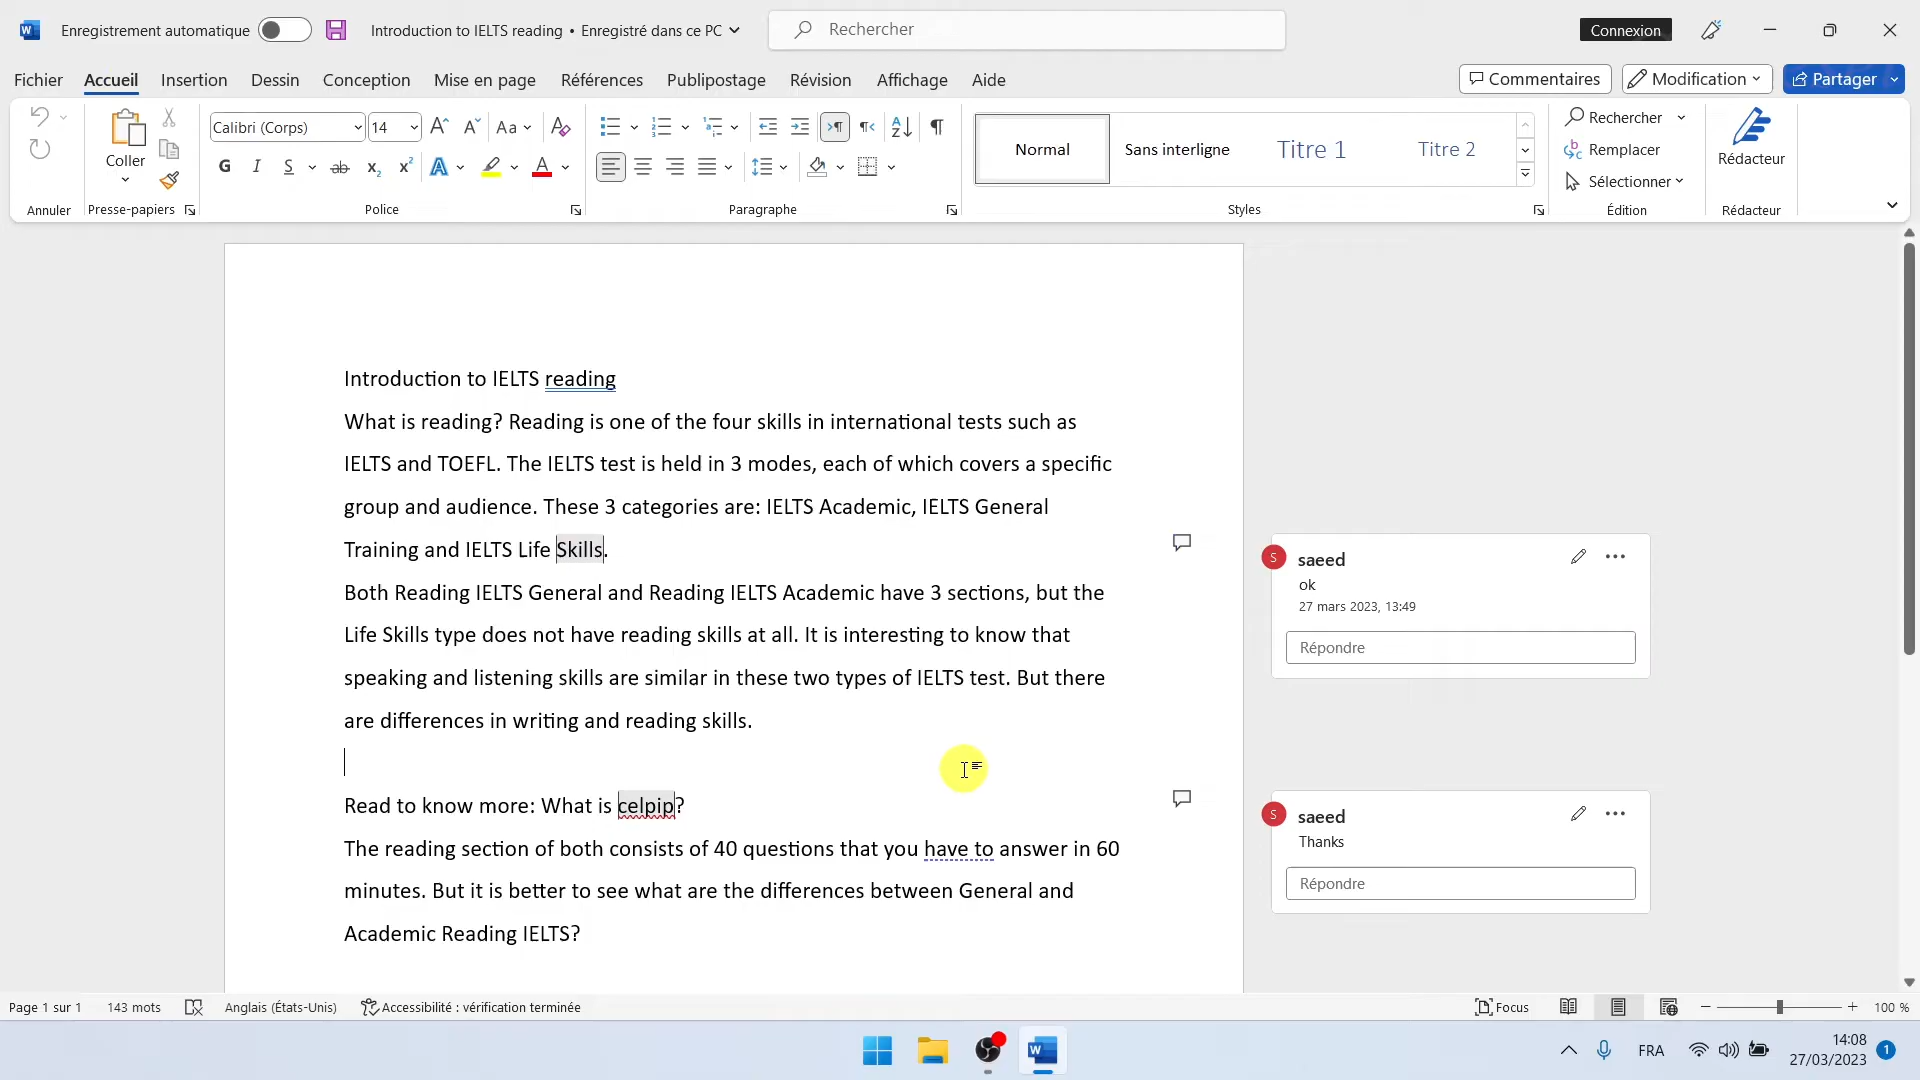 Enregistrement automatique
Introduction to IELTS reading • Enregistré dans ce PC
Rechercher
Connexion
Fichier Accueil Insertion Dessin Conception Mise en page Références Publipostage Révision Affichage Aide
Commentaires Modification Partager
Coller
Calibri (Corps) 14 Aa
G I S ab x₂ x² A A
Normal Sans interligne Titre 1 Titre 2
Rechercher
Remplacer
Sélectionner
Rédacteur
Annuler Presse-papiers Police Paragraphe Styles Édition Rédacteur
Introduction to IELTS reading
What is reading? Reading is one of the four skills in international tests such as
IELTS and TOEFL. The IELTS test is held in 3 modes, each of which covers a specific
group and audience. These 3 categories are: IELTS Academic, IELTS General
Training and IELTS Life Skills.
Both Reading IELTS General and Reading IELTS Academic have 3 sections, but the
Life Skills type does not have reading skills at all. It is interesting to know that
speaking and listening skills are similar in these two types of IELTS test. But there
are differences in writing and reading skills.
Read to know more: What is celpip?
The reading section of both consists of 40 questions that you have to answer in 60
minutes. But it is better to see what are the differences between General and
Academic Reading IELTS?
S saeed
ok
27 mars 2023, 13:49
Répondre
S saeed
Thanks
Répondre
Page 1 sur 1 143 mots Anglais (États-Unis) Accessibilité : vérification terminée Focus 100 %
FRA
14:08
27/03/2023
1